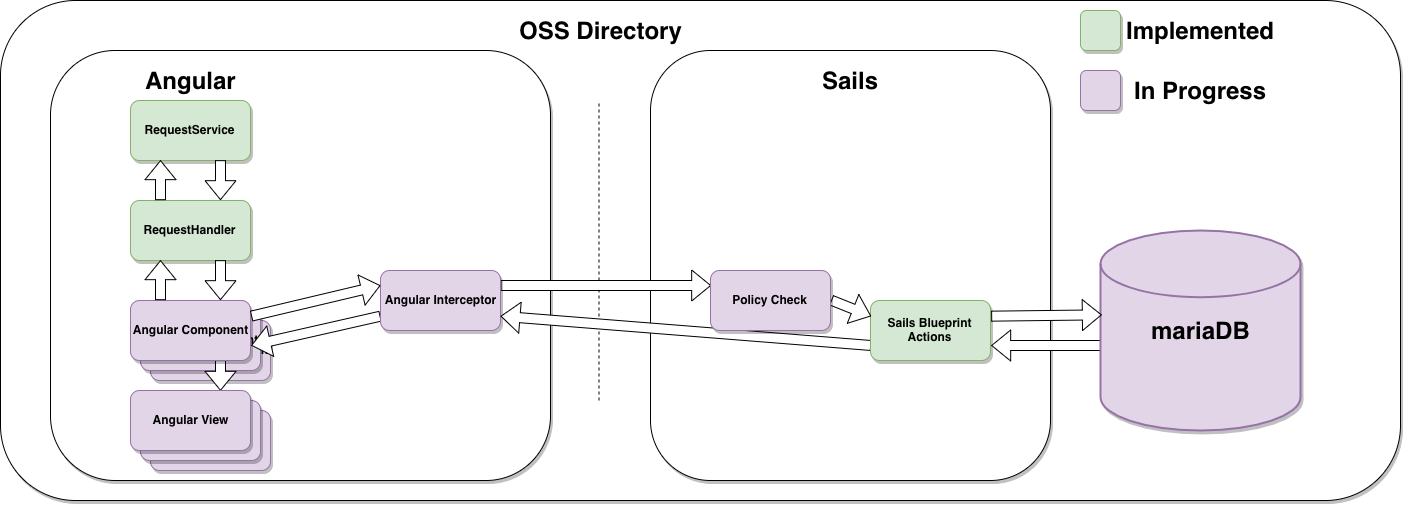 OSS Directory
Implemented
In Progress
Angular
RequestService
RequestHandler
Angular Component
Angular View
Angular Interceptor
Sails
Policy Check
Sails Blueprint
Actions
mariaDB